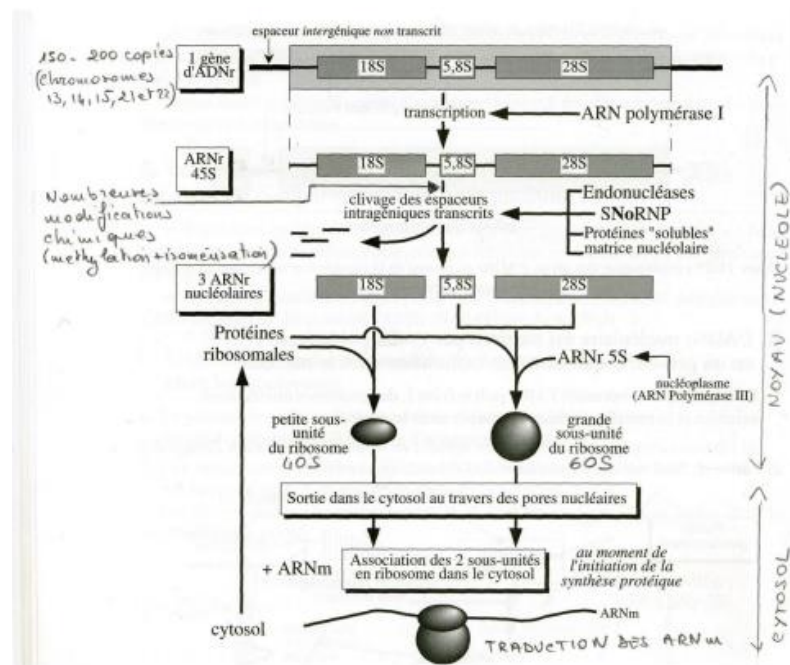 espaceur intergénique non transcrit
150 - 200 copies
(chromosomes
13, 14, 15, 21 et 22)
1 gène
d'ADNr
18S
5,8S
28S
transcription
ARN polymérase I
ARNr
45S
18S
5,8S
28S
Nombreuses
modifications
chimiques
(méthylation + isomérisation)
clivage des espaceurs
intragéniques transcrits
Endonucléases
SNoRNP
Protéines "solubles"
matrice nucléolaire
3 ARNr
nucléolaires
18S
5,8S
28S
Protéines
ribosomales
ARNr 5S
nucléoplasme
(ARN Polymérase III)
petite sous-
unité
du ribosome
40S
grande
sous-unité
du ribosome
60S
NOYAU (NUCLEOLE)
Sortie dans le cytosol au travers des pores nucléaires
+ ARNm
Association des 2 sous-unités
en ribosome dans le cytosol
au moment de
l'initiation de la
synthèse protéique
CYTOSOL
cytosol
ARNm
TRADUCTION DES ARNm